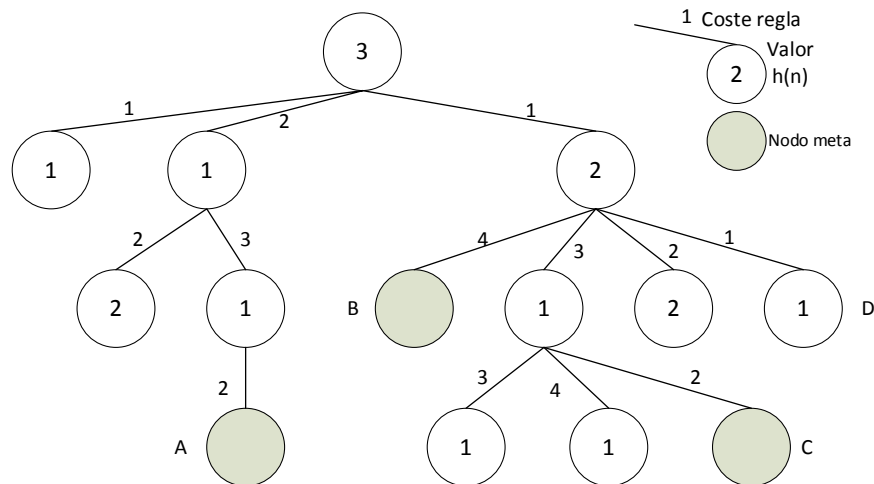 3
1 Coste regla
Valor
2 h(n)
Nodo meta
1 2 1
1 1 2
2 3 4 3 2 1
2 1 B 1 2 1 D
2 3 4 2
A 1 1 C